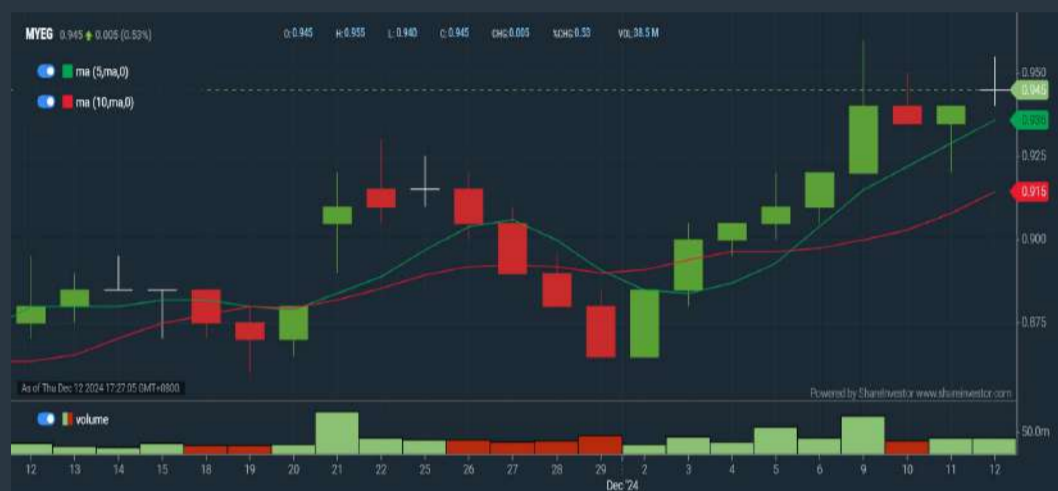 MYEG 0.945 0.005 (0.53%) O: 0.945 H: 0.955 L: 0.940 C: 0.945 CHG: 0.005 %CHG: 0.53 VOL: 38.5 M
ma (5,ma,0)
ma (10,ma,0)
0.950
0.945
0.936
0.925
0.915
0.900
0.875
As of Thu Dec 12 2024 17:27:05 GMT+0800
Powered by ShareInvestor www.shareinvestor.com
volume
50.0m
12 13 14 15 18 19 20 21 22 25 26 27 28 29 2 3 4 5 6 9 10 11 12
Dec '24